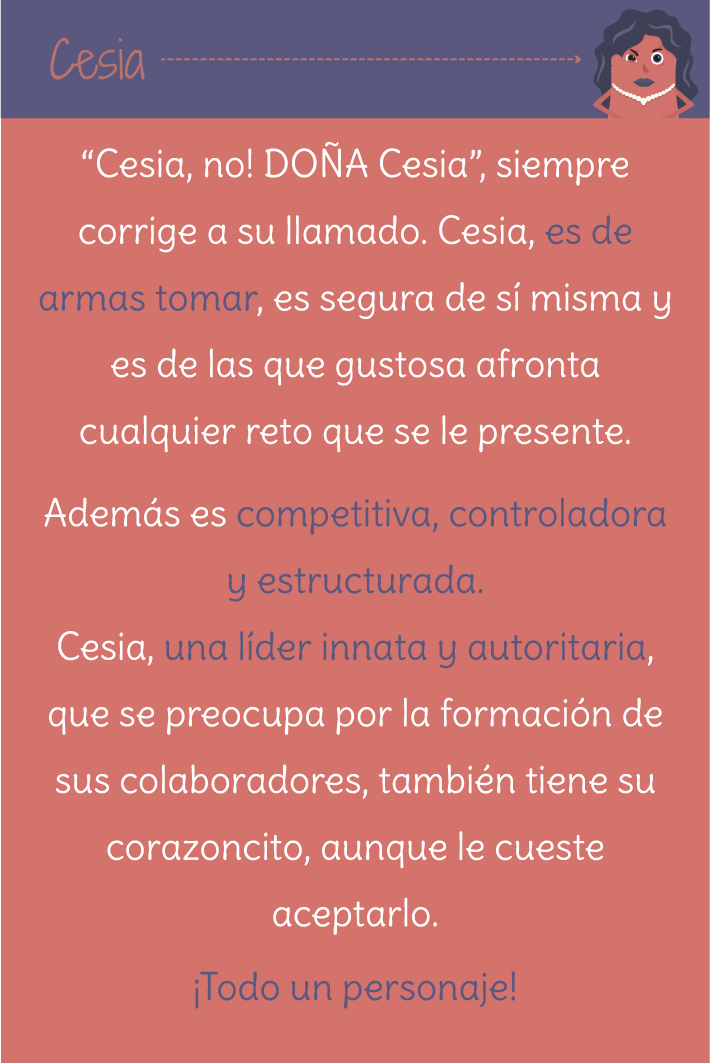 Cesia
“Cesia, no! DOÑA Cesia”, siempre
corrige a su llamado. Cesia, es de
armas tomar, es segura de sí misma y
es de las que gustosa afronta
cualquier reto que se le presente.
Además es competitiva, controladora
y estructurada.
Cesia, una líder innata y autoritaria,
que se preocupa por la formación de
sus colaboradores, también tiene su
corazoncito, aunque le cueste
aceptarlo.
¡Todo un personaje!